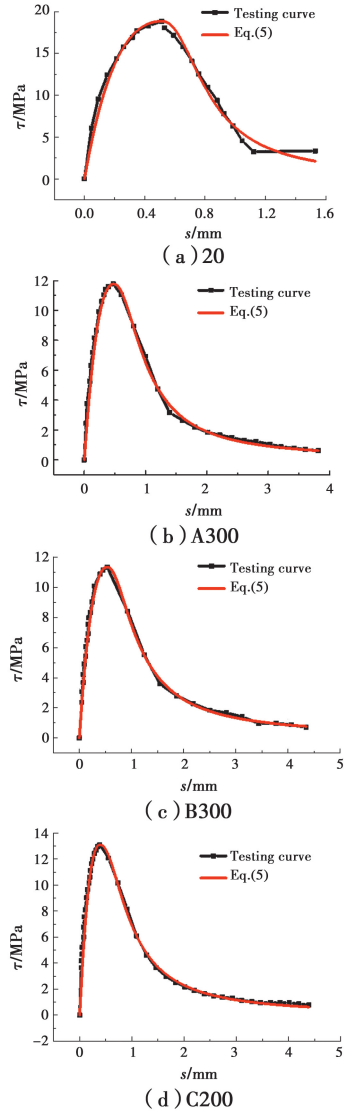 20
15
10
5
0
τ/MPa
Testing curve
Eq.(5)
0.0 0.4 0.8 1.2 1.6
s/mm
(a)20
12
10
8
6
4
2
0
τ/MPa
Testing curve
Eq.(5)
0 1 2 3 4
s/mm
(b)A300
12
10
8
6
4
2
0
τ/MPa
Testing curve
Eq.(5)
0 1 2 3 4 5
s/mm
(c)B300
14
12
10
8
6
4
2
0
-2
τ/MPa
Testing curve
Eq.(5)
0 1 2 3 4 5
s/mm
(d)C200